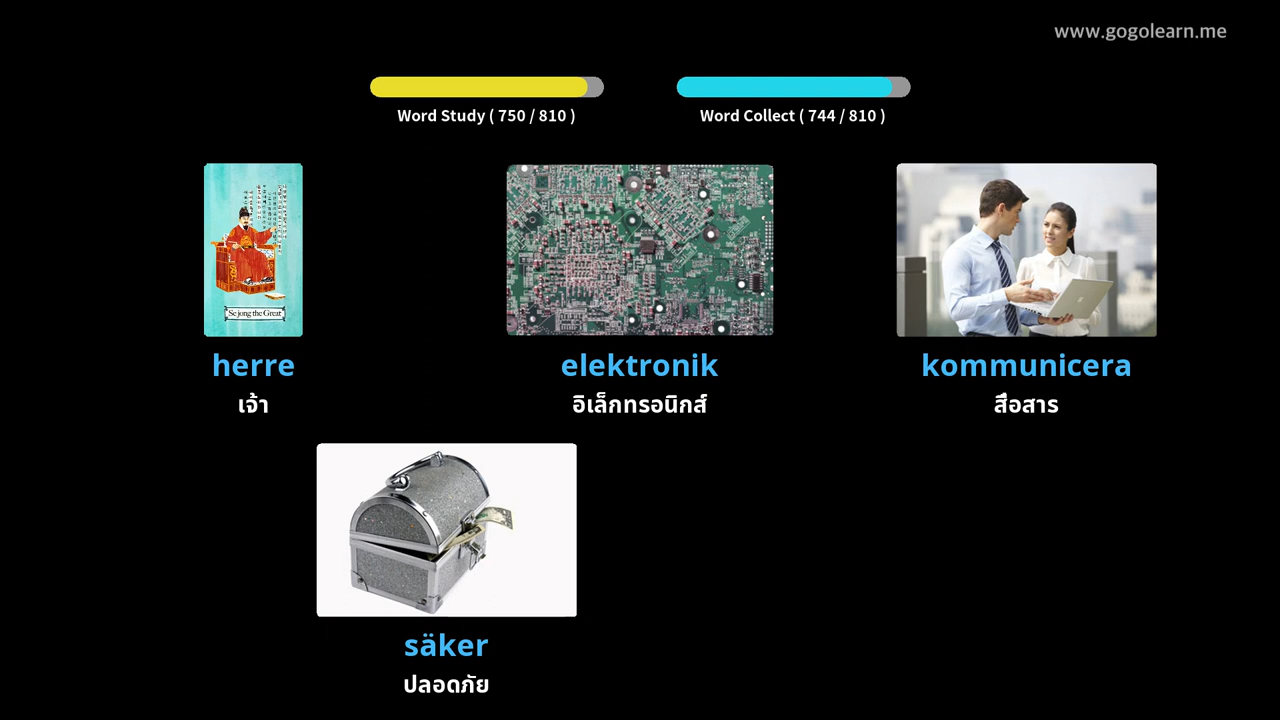 www.gogolearn.me
Word Study ( 750 / 810 )
Word Collect ( 744 / 810 )
Sejong the Great
herre
elektronik
kommunicera
เจ้า
อิเล็กทรอนิกส์
สื่อสาร
säker
ปลอดภัย